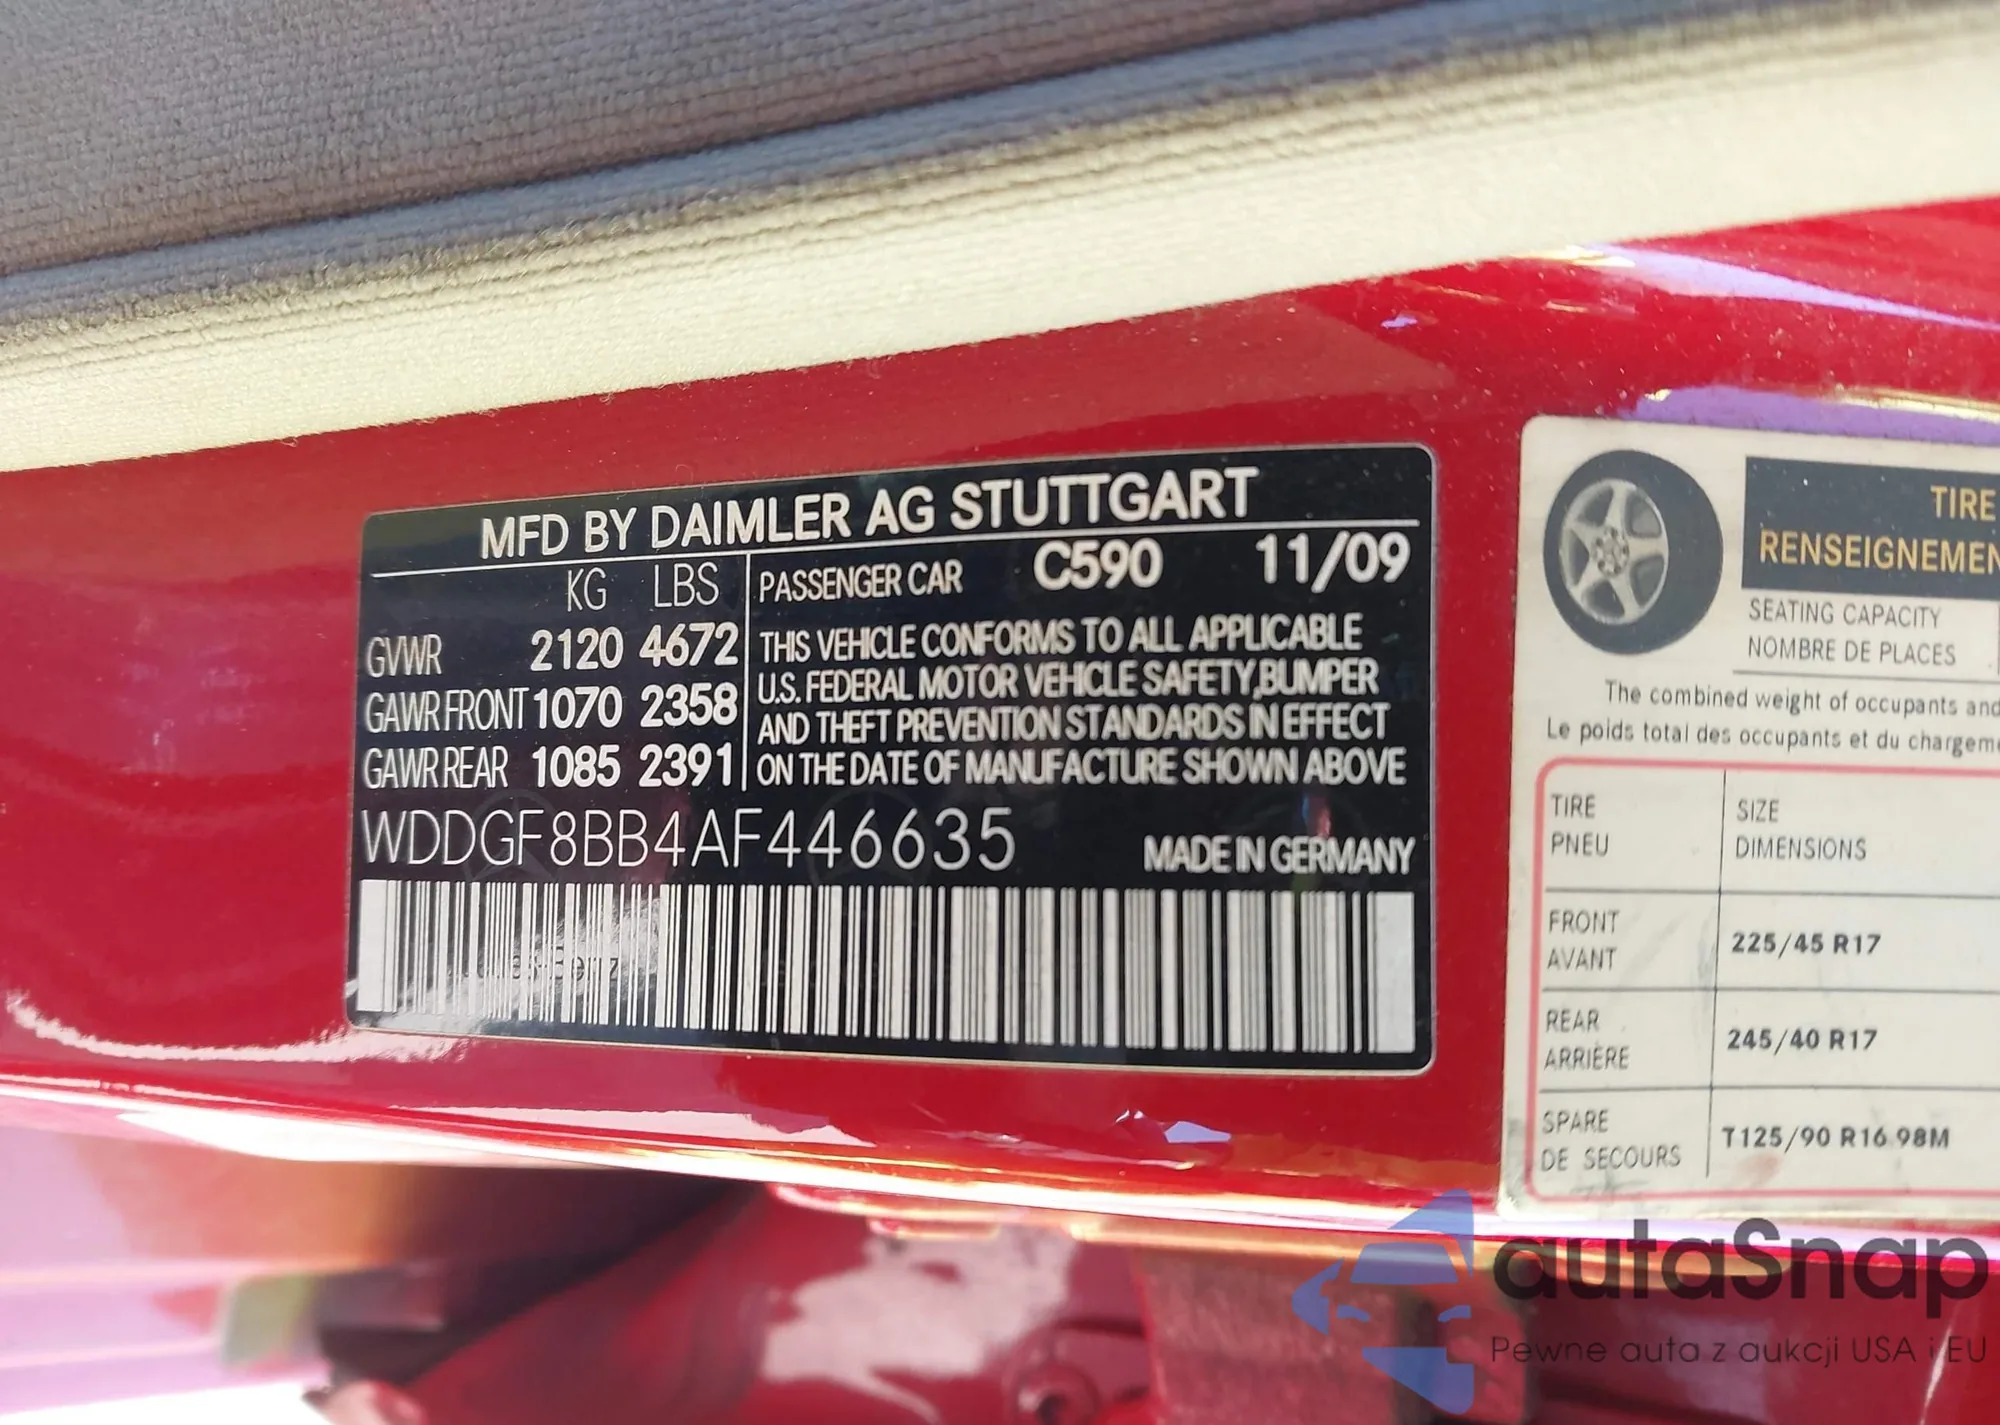 MFD BY DAIMLER AG STUTTGART
KG LBS
GVWR 2120 4672
GAWR FRONT 1070 2358
GAWR REAR 1085 2391
PASSENGER CAR C590 11/09
THIS VEHICLE CONFORMS TO ALL APPLICABLE
U.S. FEDERAL MOTOR VEHICLE SAFETY,BUMPER
AND THEFT PREVENTION STANDARDS IN EFFECT
ON THE DATE OF MANUFACTURE SHOWN ABOVE
WDDGF8BB4AF446635
MADE IN GERMANY
TIRE
RENSEIGNEMEN
SEATING CAPACITY
NOMBRE DE PLACES
The combined weight of occupants and
Le poids total des occupants et du chargeme
TIRE SIZE
PNEU DIMENSIONS
FRONT
AVANT
225/45 R17
REAR
ARRIÈRE
245/40 R17
SPARE
DE SECOURS
T125/90 R16 98M
autaSnap
Pewne auta z aukcji USA i EU